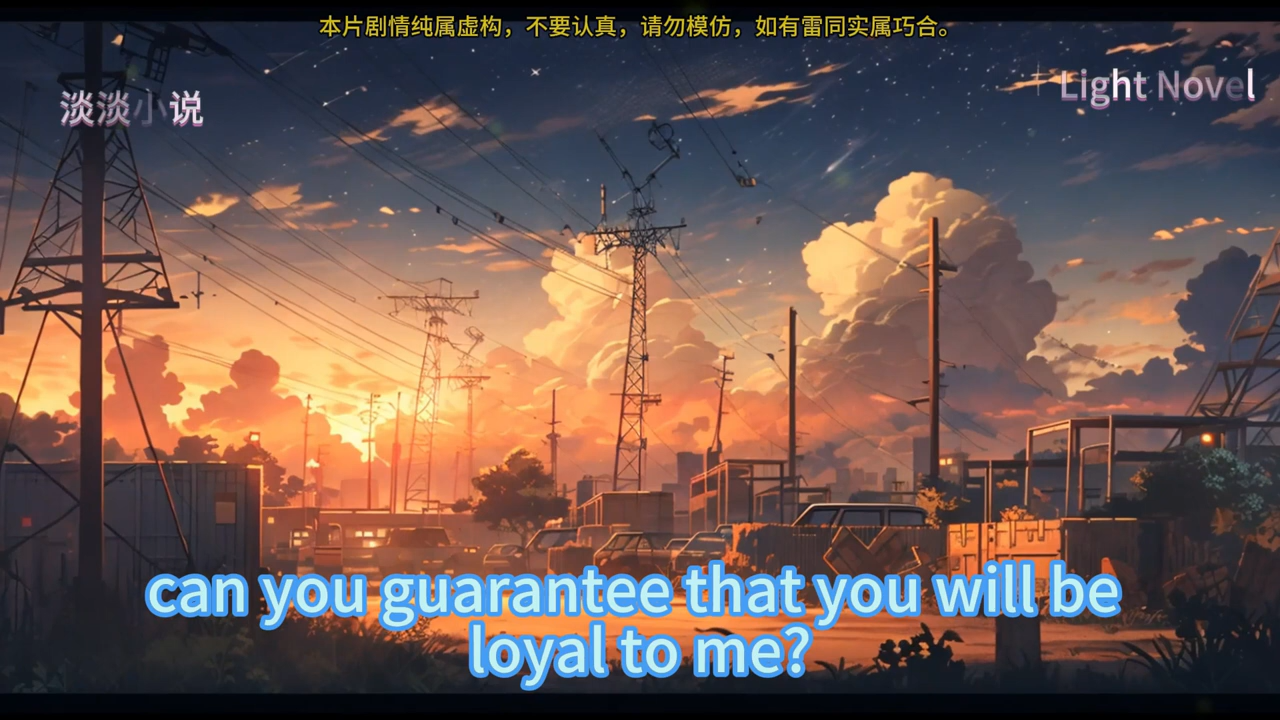 本片剧情纯属虚构，不要认真，请勿模仿，如有雷同实属巧合。
淡淡小说
Light Novel
can you guarantee that you will be
loyal to me?